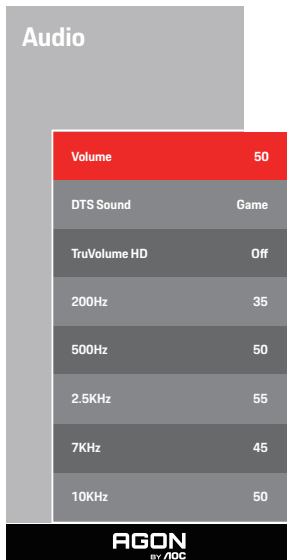 Audio
Volume 50
DTS Sound Game
TruVolume HD Off
200Hz 35
500Hz 50
2.5KHz 55
7KHz 45
10KHz 50
AGON
BY AOC